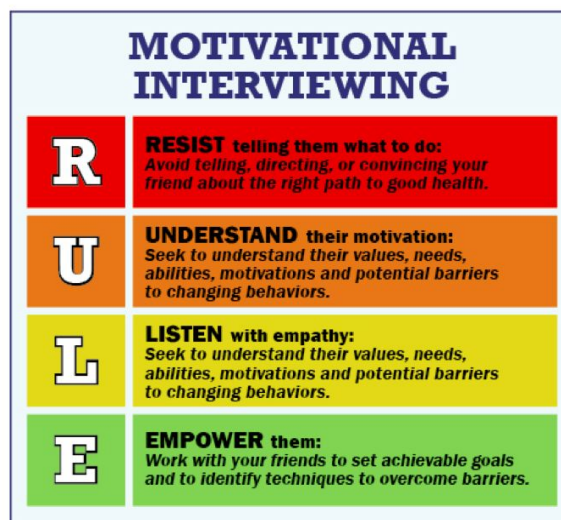 MOTIVATIONAL
INTERVIEWING
R
RESIST telling them what to do:
Avoid telling, directing, or convincing your
friend about the right path to good health.
U
UNDERSTAND their motivation:
Seek to understand their values, needs,
abilities, motivations and potential barriers
to changing behaviors.
L
LISTEN with empathy:
Seek to understand their values, needs,
abilities, motivations and potential barriers
to changing behaviors.
E
EMPOWER them:
Work with your friends to set achievable goals
and to identify techniques to overcome barriers.